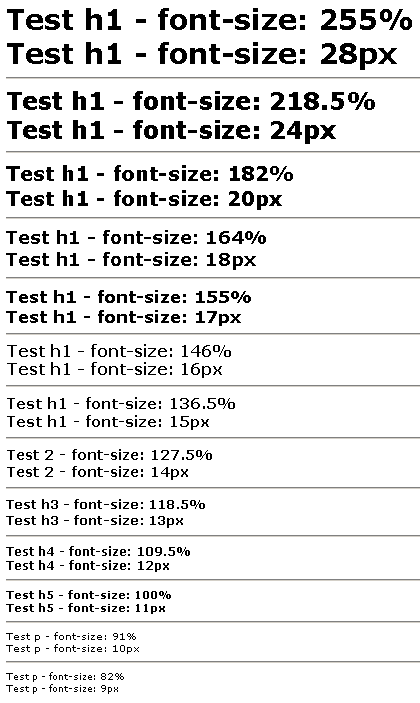 Test h1 - font-size: 255%
Test h1 - font-size: 28px
Test h1 - font-size: 218.5%
Test h1 - font-size: 24px
Test h1 - font-size: 182%
Test h1 - font-size: 20px
Test h1 - font-size: 164%
Test h1 - font-size: 18px
Test h1 - font-size: 155%
Test h1 - font-size: 17px
Test h1 - font-size: 146%
Test h1 - font-size: 16px
Test h1 - font-size: 136.5%
Test h1 - font-size: 15px
Test 2 - font-size: 127.5%
Test 2 - font-size: 14px
Test h3 - font-size: 118.5%
Test h3 - font-size: 13px
Test h4 - font-size: 109.5%
Test h4 - font-size: 12px
Test h5 - font-size: 100%
Test h5 - font-size: 11px
Test p - font-size: 91%
Test p - font-size: 10px
Test p - font-size: 82%
Test p - font-size: 9px